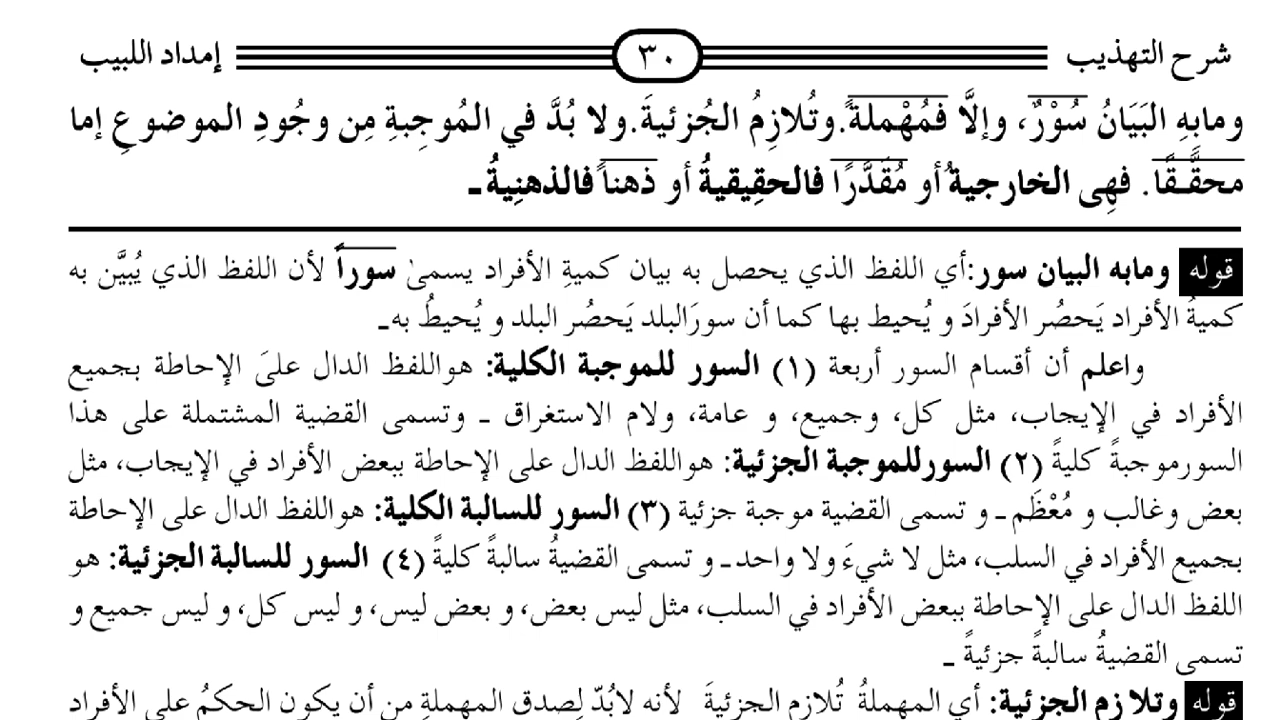 شرح التهذيب ٣٠ إمداد اللبيب
ومابهِ البَيَانُ سُوْرٌ، وإلاَّ فمُهْملةً. وتُلازِمُ الجُزئيةَ. ولا بُدَّ في المُوجِبةِ مِن وجُودِ الموضوعِ إما
محقَّقًا. فهِى الخارجيةُ أو مُقَدَّرًا فالحقِيقيةُ أو ذهناً فالذهنِيةُ ـ
قوله ومابه البيان سور: أي اللفظ الذي يحصل به بيان كميةِ الأفراد يسمىٰ سوراً لأن اللفظ الذي يُبيَّن به
كميةُ الأفراد يَحصُر الأفرادَ و يُحيط بها كما أن سورَالبلد يَحصُر البلد و يُحيطُ به ـ
واعلم أن أقسام السور أربعة (١) السور للموجبة الكلية: هواللفظ الدال علىَ الإحاطة بجميع
الأفراد في الإيجاب، مثل كل، وجميع، و عامة، ولام الاستغراق ـ وتسمى القضية المشتملة على هذا
السورموجبةً كليةً (٢) السورللموجبة الجزئية: هواللفظ الدال على الإحاطة ببعض الأفراد في الإيجاب، مثل
بعض وغالب و مُعْظَم ـ و تسمى القضية موجبة جزئية (٣) السور للسالبة الكلية: هواللفظ الدال على الإحاطة
بجميع الأفراد في السلب، مثل لا شيءَ ولا واحد ـ و تسمى القضيةُ سالبةً كليةً (٤) السور للسالبة الجزئية: هو
اللفظ الدال على الإحاطة ببعض الأفراد في السلب، مثل ليس بعض، و بعض ليس، و ليس كل، و ليس جميع و
تسمى القضيةُ سالبةً جزئيةً ـ
قوله وتلازم الجزئية: أي المهملةُ تُلازم الجزئيةَ لأنه لابُدّ لِصدق المهملةِ من أن يكون الحكمُ على الأفراد